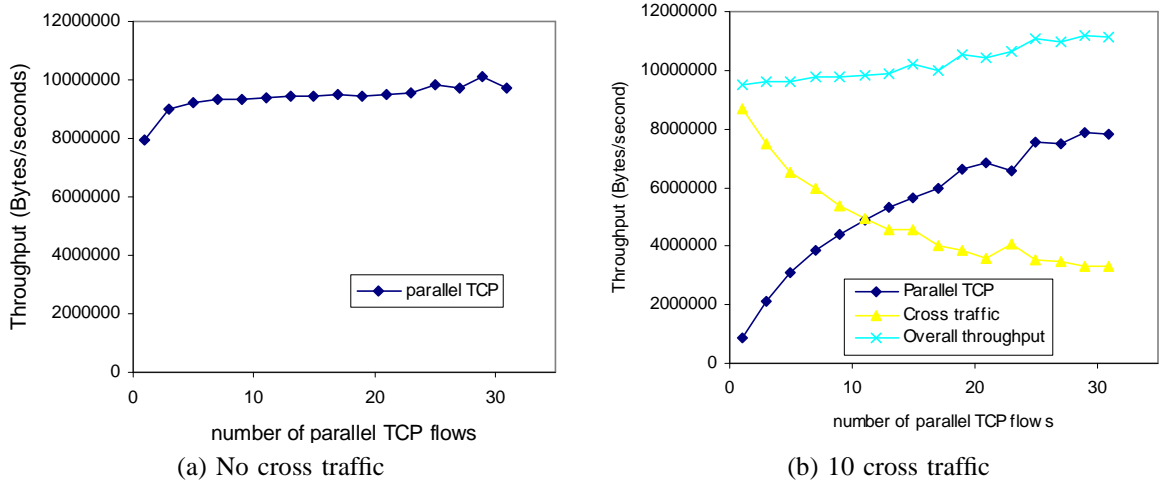 12000000
10000000
8000000
6000000
4000000
2000000
0
Throughput (Bytes/seconds)
0 10 20 30
number of parallel TCP flows
parallel TCP
(a) No cross traffic
12000000
10000000
8000000
6000000
4000000
2000000
0
Throughput (Bytes/second)
0 10 20 30
number of parallel TCP flows
Parallel TCP
Cross traffic
Overall throughput
(b) 10 cross traffic